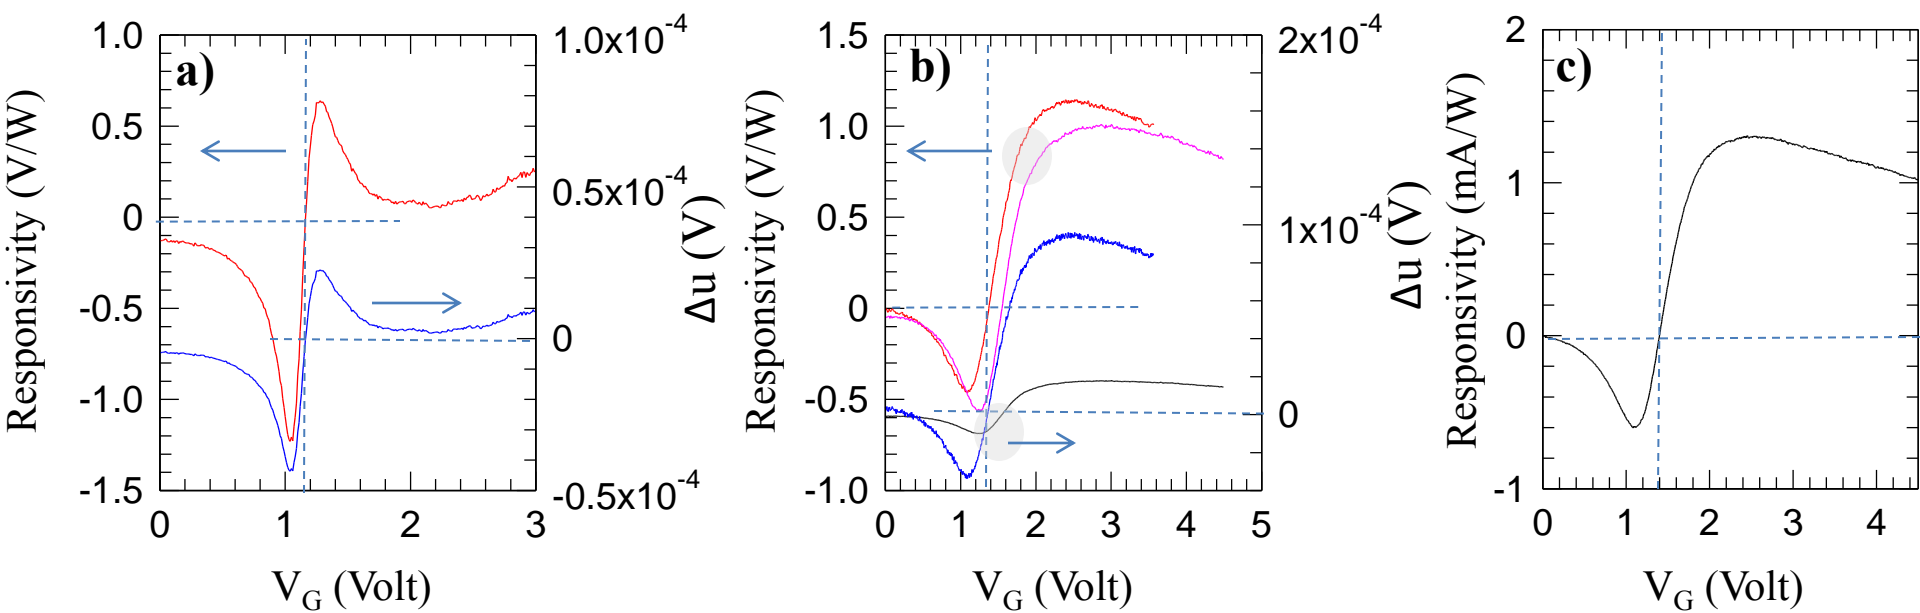 a)
Responsivity (V/W)
1.0
0.5
0
-0.5
-1.0
-1.5
0 1 2 3
V_G (Volt)
1.0x10^-4
0.5x10^-4
0
-0.5x10^-4
Δu (V)
b)
Responsivity (V/W)
1.5
1.0
0.5
0
-0.5
-1.0
0 1 2 3 4 5
V_G (Volt)
2x10^-4
1x10^-4
0
Δu (V)
c)
Responsivity (mA/W)
2
1
0
-1
0 1 2 3 4
V_G (Volt)